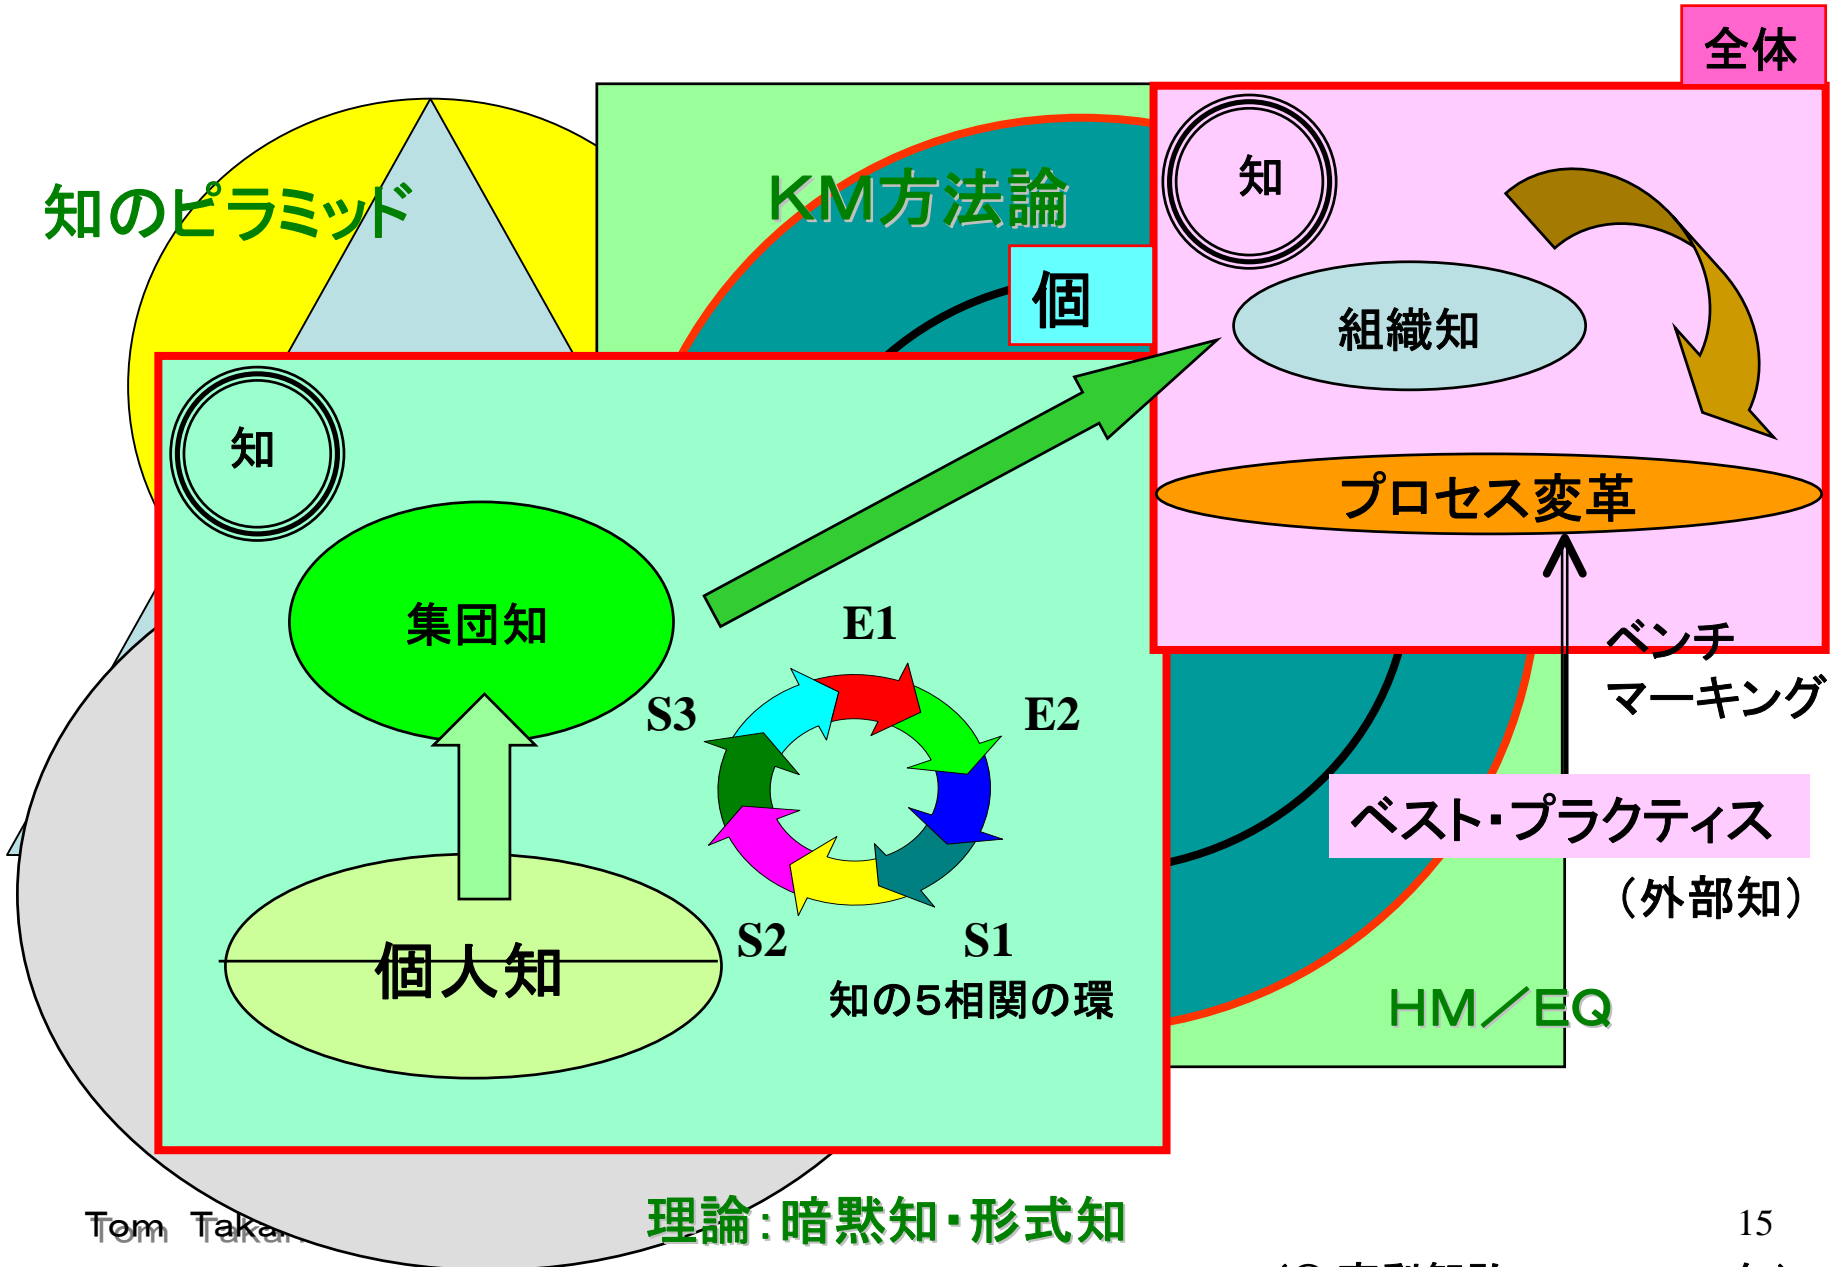 全体
知
知のピラミッド
KM方法論
個
組織知
知
プロセス変革
集団知
E1
ベンチ
マーキング
S3
E2
ベスト・プラクティス
(外部知)
個人知
S2
S1
知の5相関の環
HM/EQ
理論:暗黙知・形式知
Tom
15